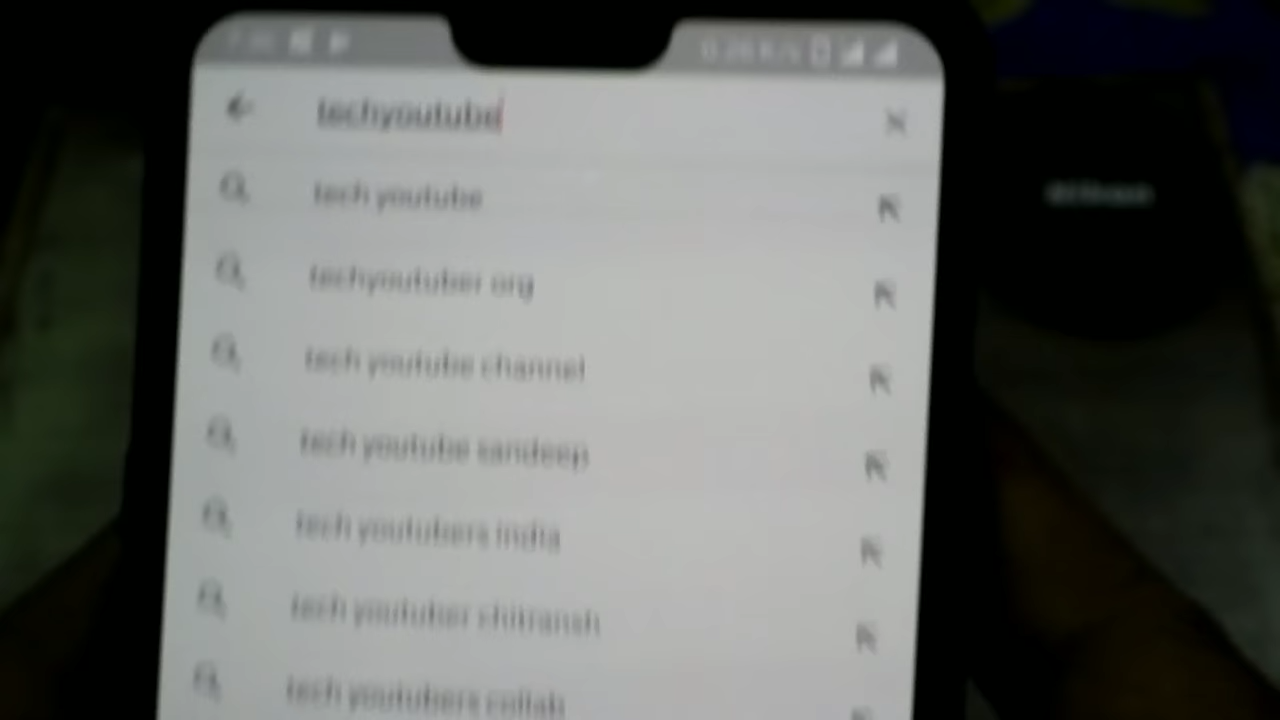 techyoutube
tech youtube
techyoutuber org
tech youtube channel
tech youtube sandeep
tech youtubers india
tech youtuber chitransh
tech youtubers collab